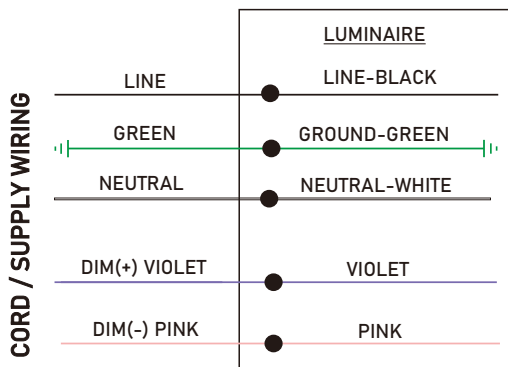 LUMINAIRE
CORD / SUPPLY WIRING
LINE
LINE-BLACK
GREEN
GROUND-GREEN
NEUTRAL
NEUTRAL-WHITE
DIM(+) VIOLET
VIOLET
DIM(-) PINK
PINK